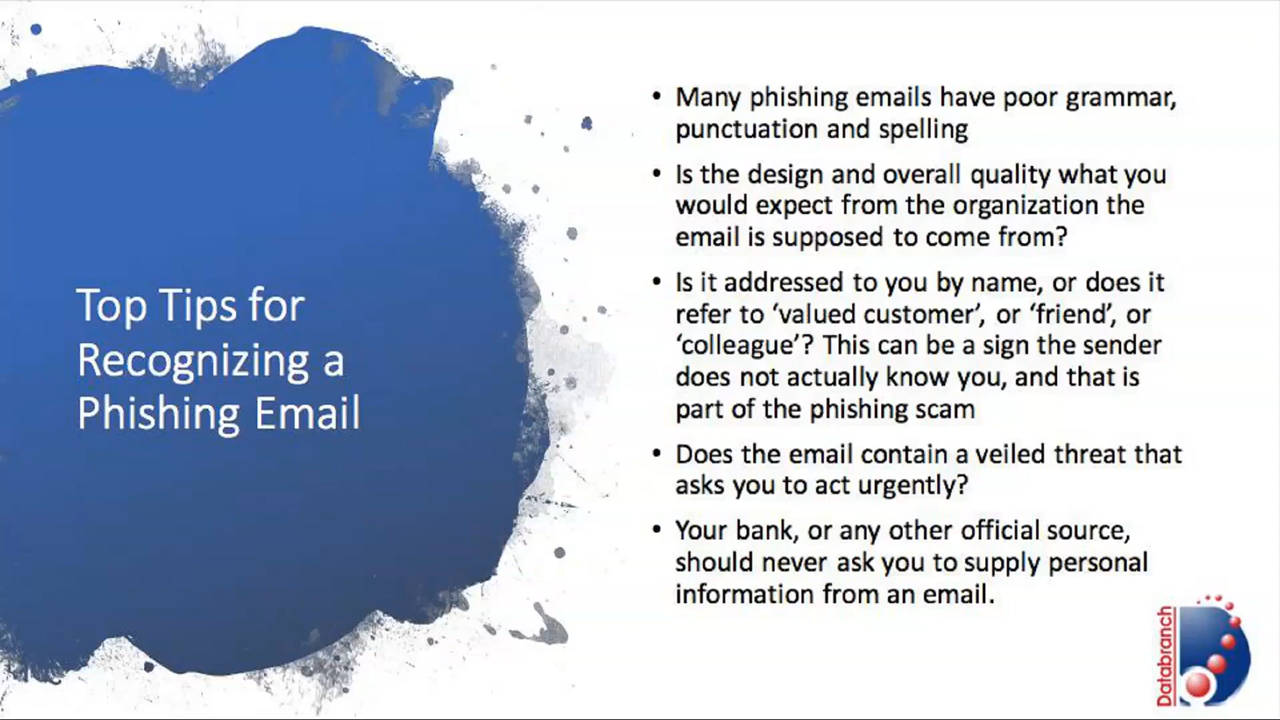 Top Tips for
Recognizing a
Phishing Email
• Many phishing emails have poor grammar,
punctuation and spelling
• Is the design and overall quality what you
would expect from the organization the
email is supposed to come from?
• Is it addressed to you by name, or does it
refer to ‘valued customer’, or ‘friend’, or
‘colleague’? This can be a sign the sender
does not actually know you, and that is
part of the phishing scam
• Does the email contain a veiled threat that
asks you to act urgently?
• Your bank, or any other official source,
should never ask you to supply personal
information from an email.
Databranch